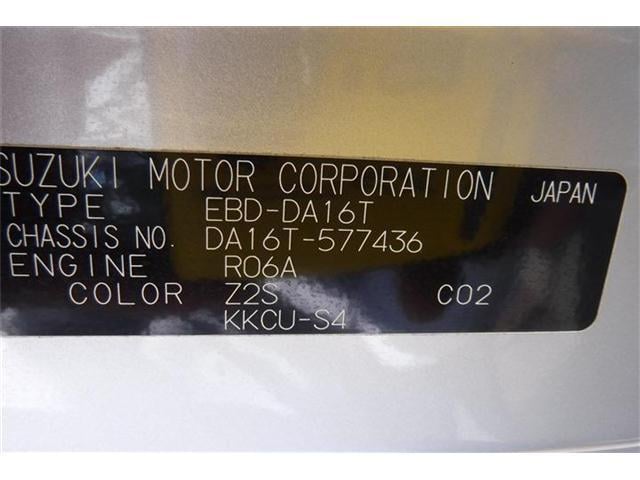 SUZUKI MOTOR CORPORATION JAPAN
TYPE EBD-DA16T
CHASSIS NO. DA16T-577436
ENGINE R06A
COLOR Z2S C02
KKCU-S4